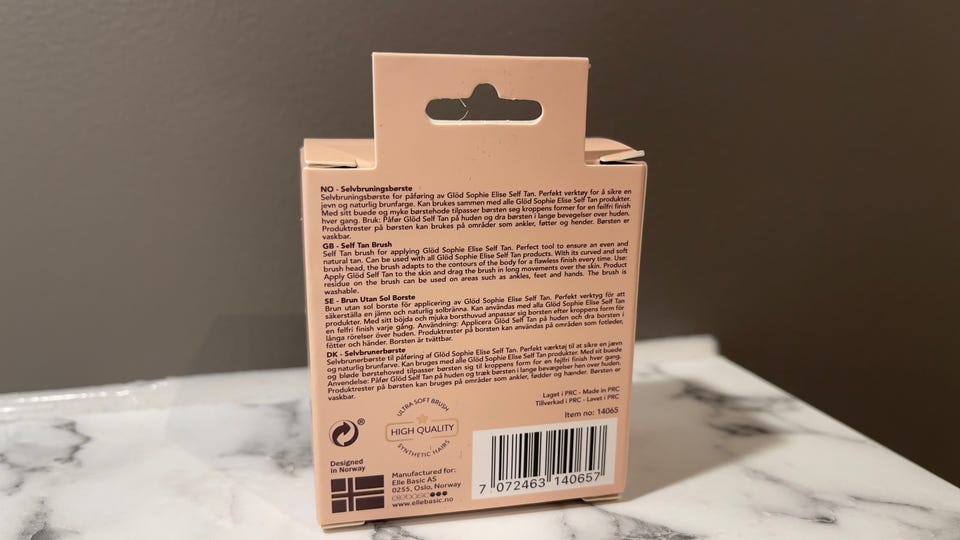 NO - Selvbruningsbørste
Selvbruningsbørste for påføring av Glöd Sophie Elise Self Tan. Perfekt verktøy for å sikre en
jevn og naturlig brunfarge. Kan brukes sammen med alle Glöd Sophie Elise Self Tan produkter.
Med sitt buede og myke børstehode tilpasser børsten seg kroppens former for en feilfri finish
hver gang. Bruk: Påfør Glöd Self Tan på huden og dra børsten i lange bevegelser over huden.
Produktrester på børsten kan brukes på områder som ankler, føtter og hender. Børsten er
vaskbar.
GB - Self Tan Brush
Self Tan brush for applying Glöd Sophie Elise Self Tan. Perfect tool to ensure an even and
natural tan. Can be used with all Glöd Sophie Elise Self Tan products. With its curved and soft
brush head, the brush adapts to the contours of the body for a flawless finish every time. Use:
Apply Glöd Self Tan to the skin and drag the brush in long movements over the skin. Product
residue on the brush can be used on areas such as ankles, feet and hands. The brush is
washable.
SE - Brun Utan Sol Borste
Brun utan sol borste för applicering av Glöd Sophie Elise Self Tan. Perfekt verktyg för att
säkerställa en jämn och naturlig solbränna. Kan användas med alla Glöd Sophie Elise Self Tan
produkter. Med sitt böjda och mjuka borsthuvud anpassar sig borsten efter kroppens form för
en felfri finish varje gång. Användning: Applicera Glöd Self Tan på huden och dra borsten i
långa rörelser över huden. Produktrester på borsten kan användas på områden som fotleder,
fötter och händer. Borsten är tvättbar.
DK - Selvbrunerbørste
Selvbrunerbørste til påføring af Glöd Sophie Elise Self Tan. Perfekt værktøj til at sikre en jævn
og naturlig brunfarve. Kan bruges med alle Glöd Sophie Elise Self Tan produkter. Med sit buede
og bløde børstehoved tilpasser børsten sig til kroppens form for en fejlfri finish hver gang.
Anvendelse: Påfør Glöd Self Tan på huden og træk børsten i lange bevægelser hen over huden.
Produktrester på børsten kan bruges på områder som ankler, fødder og hænder. Børsten er
vaskbar.
Laget i PRC - Made in PRC
Tillverkad i PRC - Lavet i PRC
Item no: 14065
®
ULTRA SOFT BRUSH
HIGH QUALITY
SYNTHETIC HAIRS
Designed
in Norway
Manufactured for:
Elle Basic AS
0255, Oslo, Norway
ellebasic
www.ellebasic.no
7 072463 140657